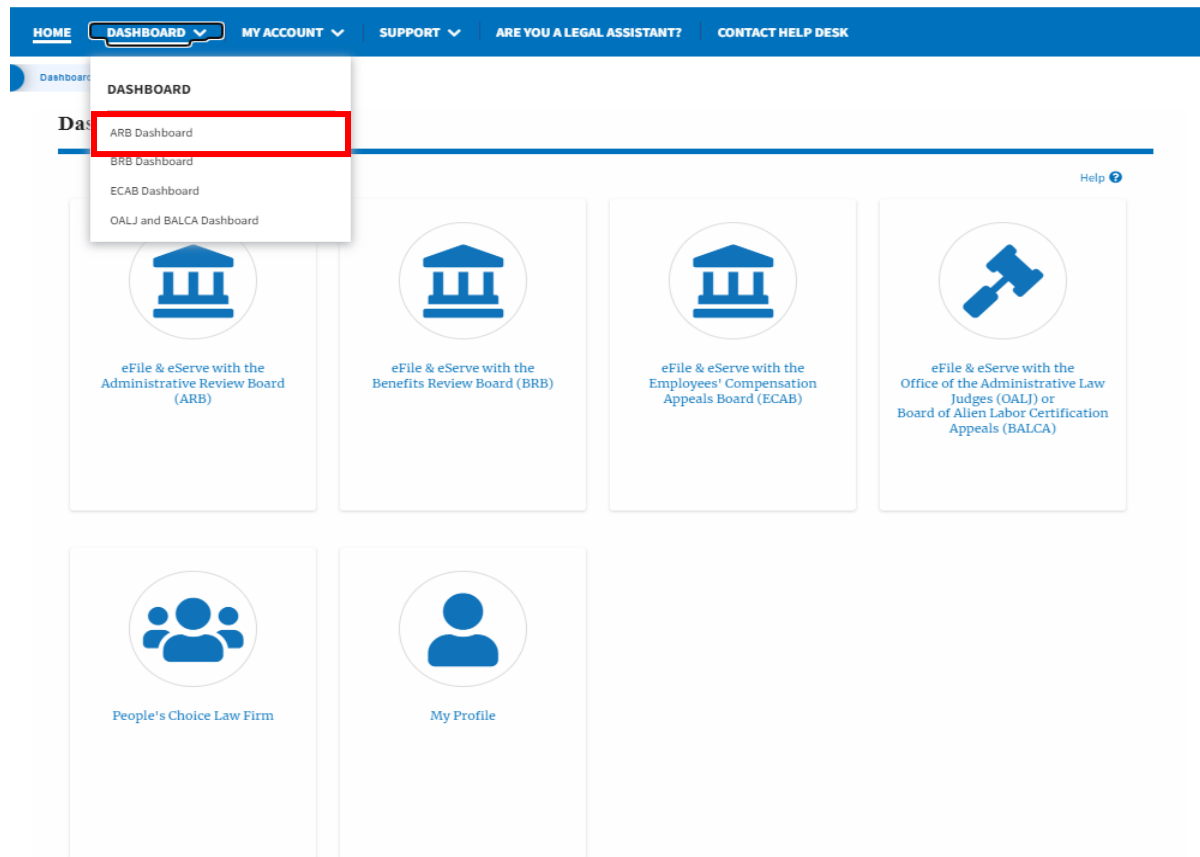 HOME DASHBOARD MY ACCOUNT SUPPORT ARE YOU A LEGAL ASSISTANT? CONTACT HELP DESK
Dashboard
DASHBOARD
Das
ARB Dashboard
BRB Dashboard
ECAB Dashboard
OALJ and BALCA Dashboard
Help ?
eFile & eServe with the
Administrative Review Board
(ARB)
eFile & eServe with the
Benefits Review Board (BRB)
eFile & eServe with the
Employees' Compensation
Appeals Board (ECAB)
eFile & eServe with the
Office of the Administrative Law
Judges (OALJ) or
Board of Alien Labor Certification
Appeals (BALCA)
People's Choice Law Firm
My Profile